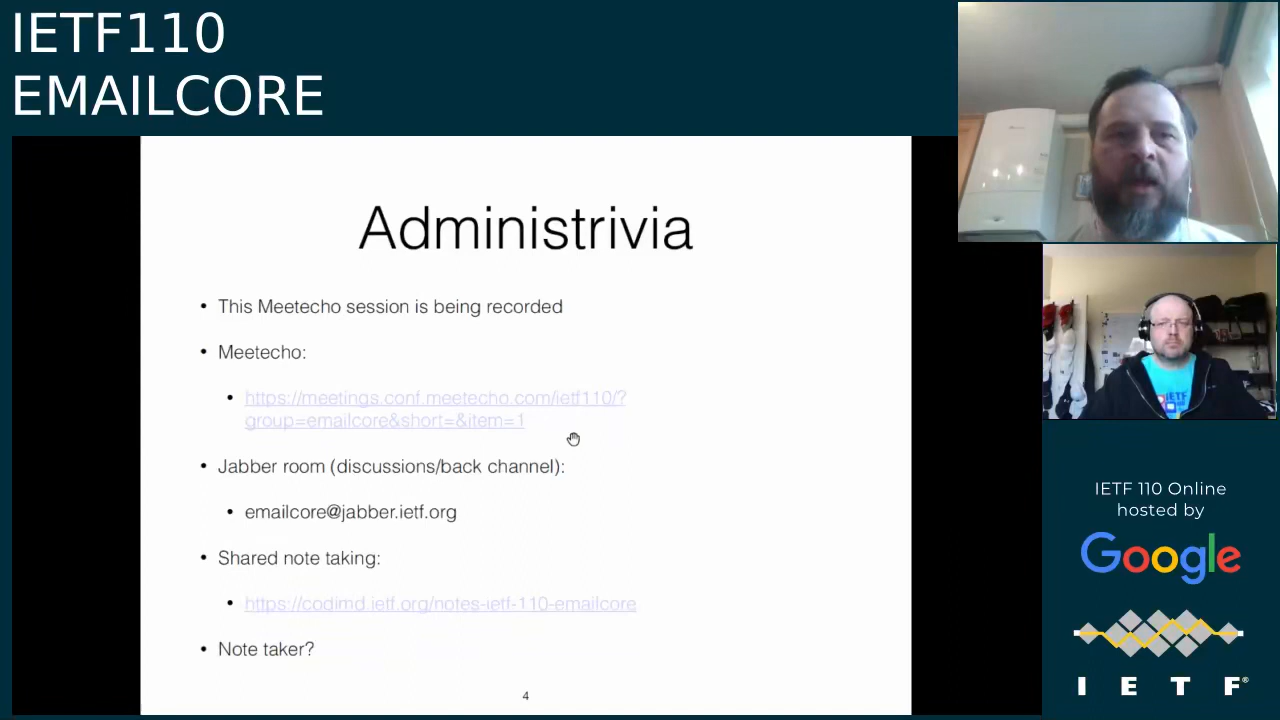 IETF110
EMAILCORE
Administrivia
• This Meetecho session is being recorded
• Meetecho:
• https://meetings.conf.meetecho.com/ietf110/?
group=emailcore&short=&item=1
• Jabber room (discussions/back channel):
• emailcore@jabber.ietf.org
• Shared note taking:
• https://codimd.ietf.org/notes-ietf-110-emailcore
• Note taker?
4
IETF
IETF 110 Online
hosted by
Google
IETF®